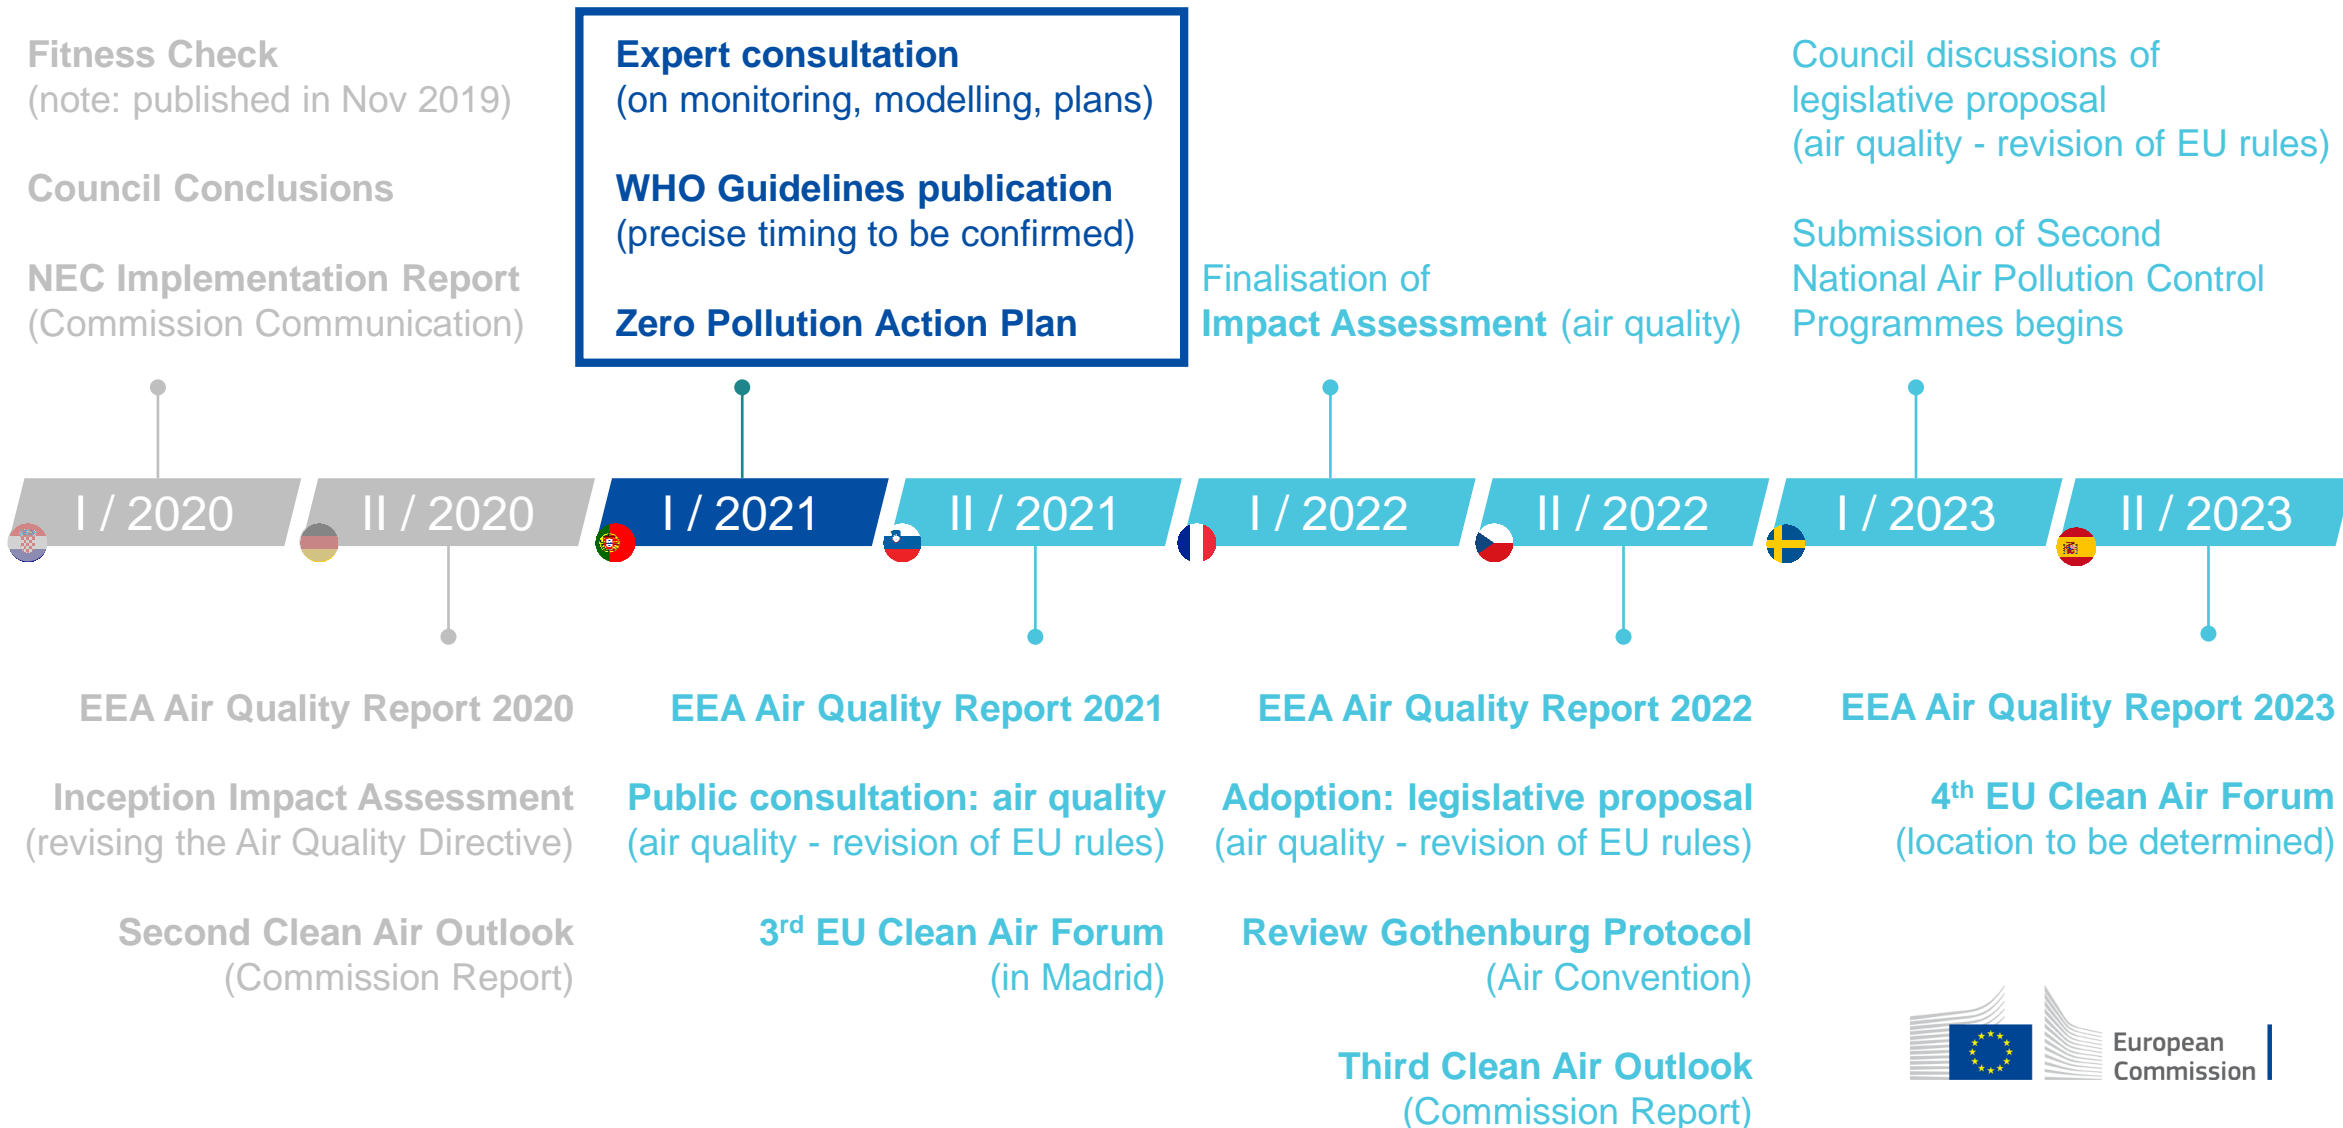 Fitness Check
(note: published in Nov 2019)
Council Conclusions
NEC Implementation Report
(Commission Communication)
Expert consultation
(on monitoring, modelling, plans)
WHO Guidelines publication
(precise timing to be confirmed)
Zero Pollution Action Plan
Finalisation of
Impact Assessment (air quality)
Council discussions of
legislative proposal
(air quality - revision of EU rules)
Submission of Second
National Air Pollution Control
Programmes begins
I / 2020
II / 2020
I / 2021
II / 2021
I / 2022
II / 2022
I / 2023
II / 2023
EEA Air Quality Report 2020
Inception Impact Assessment
(revising the Air Quality Directive)
Second Clean Air Outlook
(Commission Report)
EEA Air Quality Report 2021
Public consultation: air quality
(air quality - revision of EU rules)
3rd EU Clean Air Forum
(in Madrid)
EEA Air Quality Report 2022
Adoption: legislative proposal
(air quality - revision of EU rules)
Review Gothenburg Protocol
(Air Convention)
Third Clean Air Outlook
(Commission Report)
EEA Air Quality Report 2023
4th EU Clean Air Forum
(location to be determined)
European
Commission